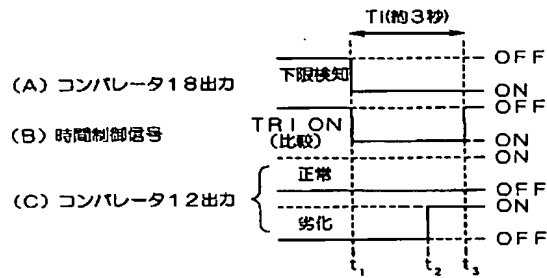 T1(約3秒)
OFF
下限検知
(A) コンパレータ18出力
ON
OFF
TRI ON
(B) 時間制御信号
(比較)
ON
ON
正常
(C) コンパレータ12出力
OFF
ON
劣化
OFF
t1 t2 t3